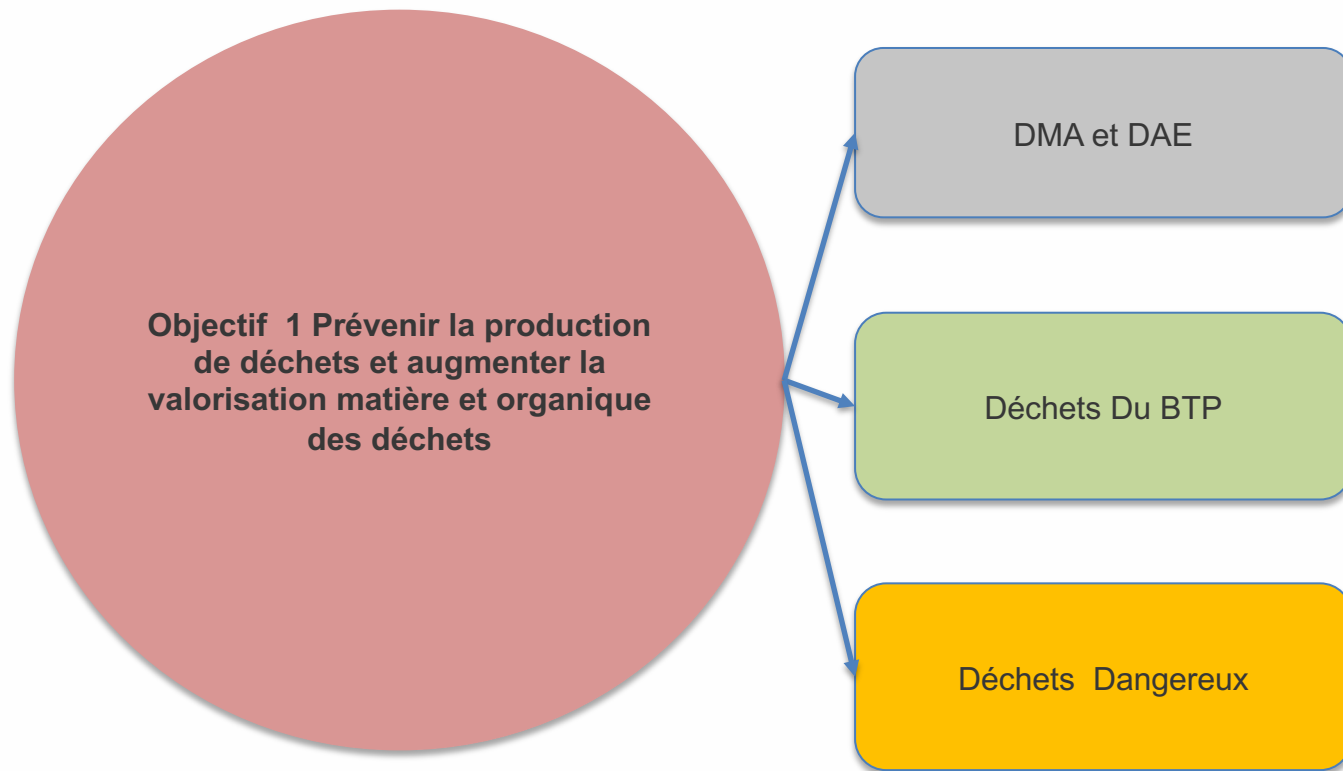 Objectif 1 Prévenir la production
de déchets et augmenter la
valorisation matière et organique
des déchets
DMA et DAE
Déchets Du BTP
Déchets Dangereux